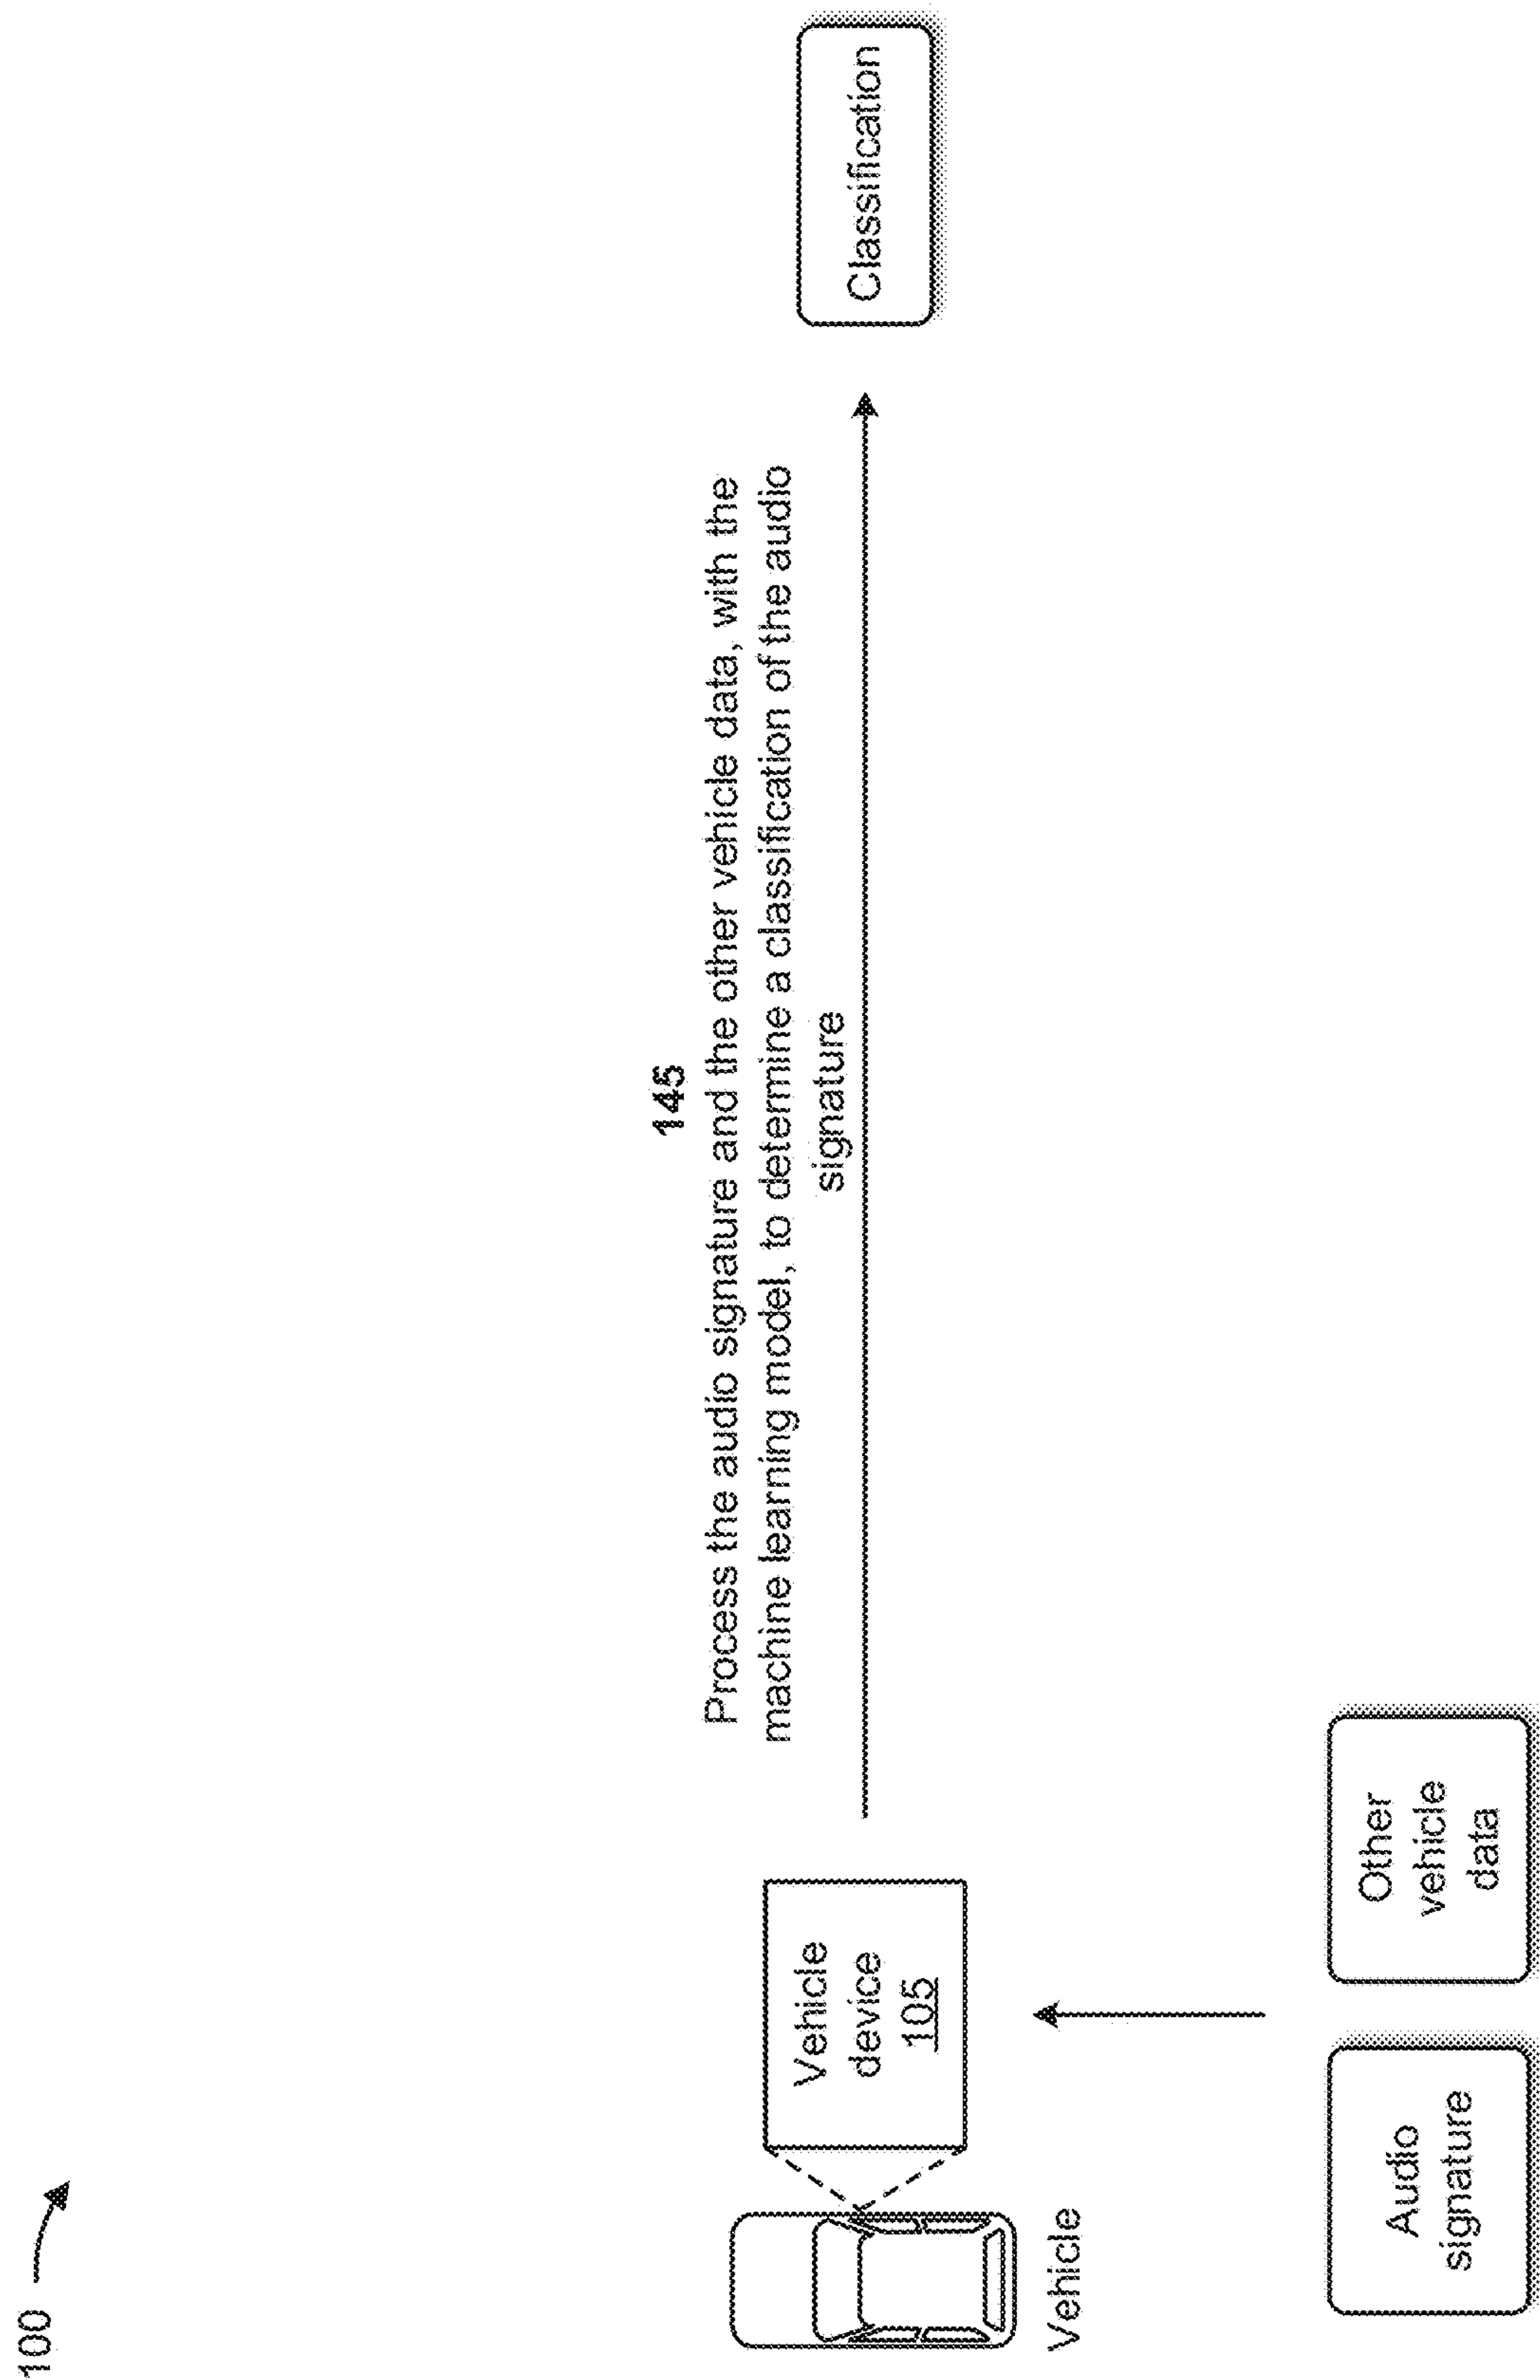 100
145
Process the audio signature and the other vehicle data, with the
machine learning model, to determine a classification of the audio
signature
Classification
Vehicle
device
105
Vehicle
Audio
signature
Other
vehicle
data